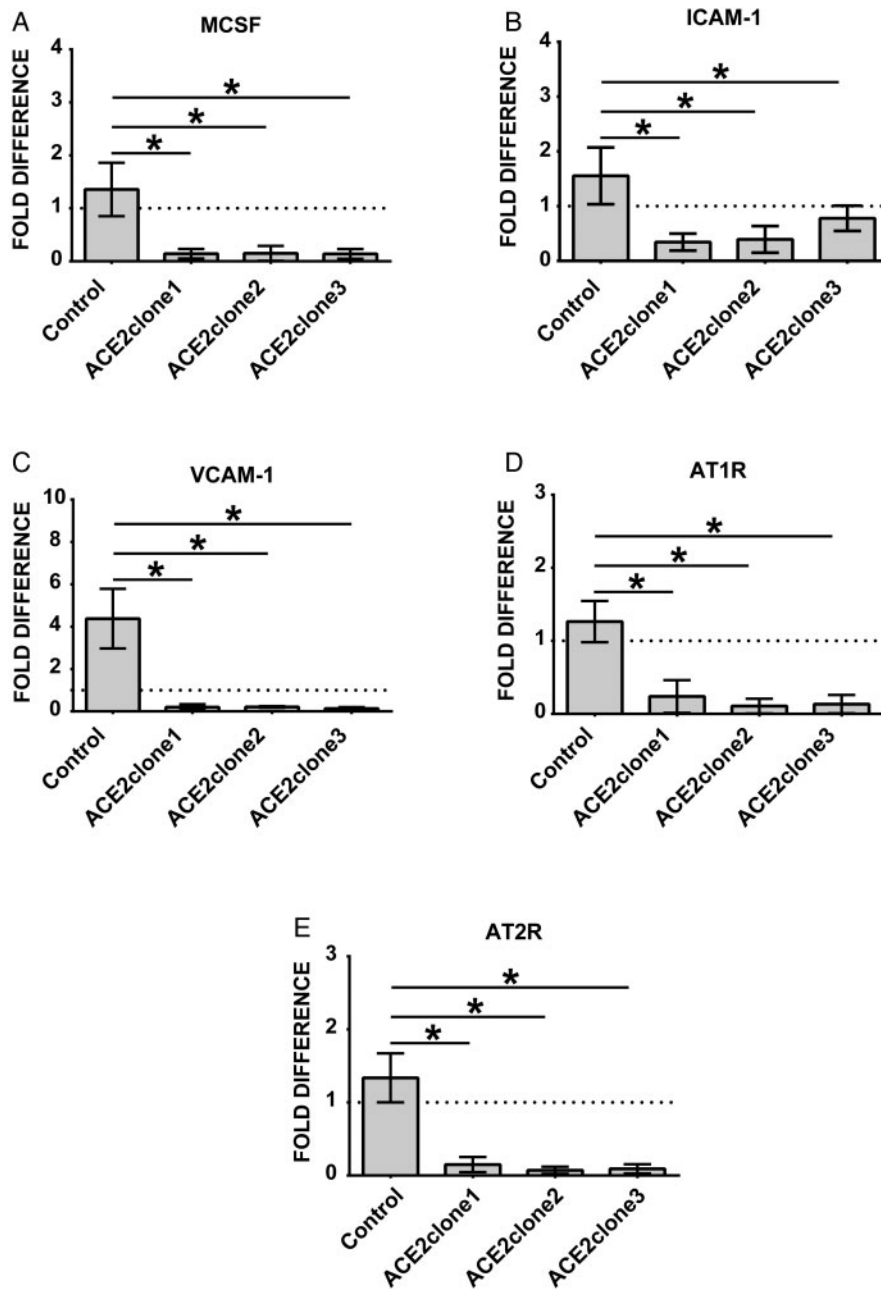 A
MCSF
FOLD DIFFERENCE
4
3
2
1
0
*
*
*
Control
ACE2clone1
ACE2clone2
ACE2clone3
B
ICAM-1
FOLD DIFFERENCE
4
3
2
1
0
*
*
*
Control
ACE2clone1
ACE2clone2
ACE2clone3
C
VCAM-1
FOLD DIFFERENCE
10
8
6
4
2
0
*
*
*
Control
ACE2clone1
ACE2clone2
ACE2clone3
D
AT1R
FOLD DIFFERENCE
3
2
1
0
*
*
*
Control
ACE2clone1
ACE2clone2
ACE2clone3
E
AT2R
FOLD DIFFERENCE
3
2
1
0
*
*
*
Control
ACE2clone1
ACE2clone2
ACE2clone3